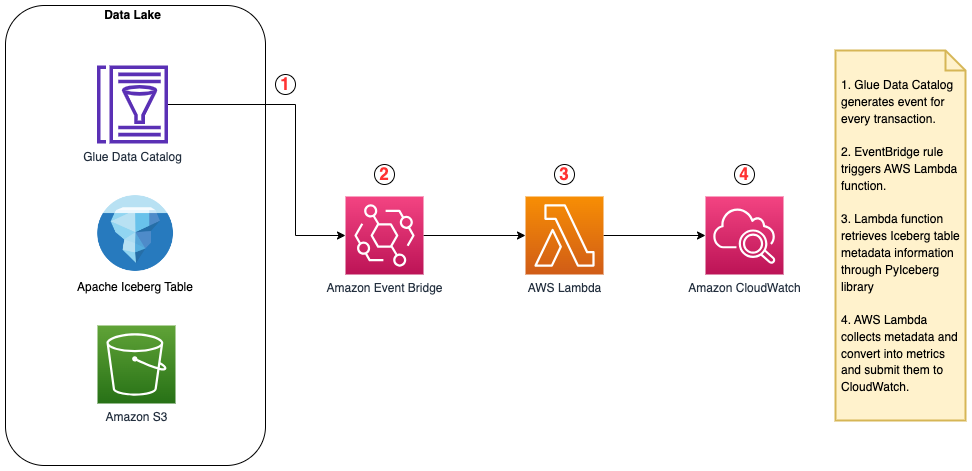 Data Lake
1
Glue Data Catalog
Apache Iceberg Table
Amazon S3
2
Amazon Event Bridge
3
AWS Lambda
4
Amazon CloudWatch
1. Glue Data Catalog
generates event for
every transaction.
2. EventBridge rule
triggers AWS Lambda
function.
3. Lambda function
retrieves Iceberg table
metadata information
through PyIceberg
library
4. AWS Lambda
collects metadata and
convert into metrics
and submit them to
CloudWatch.